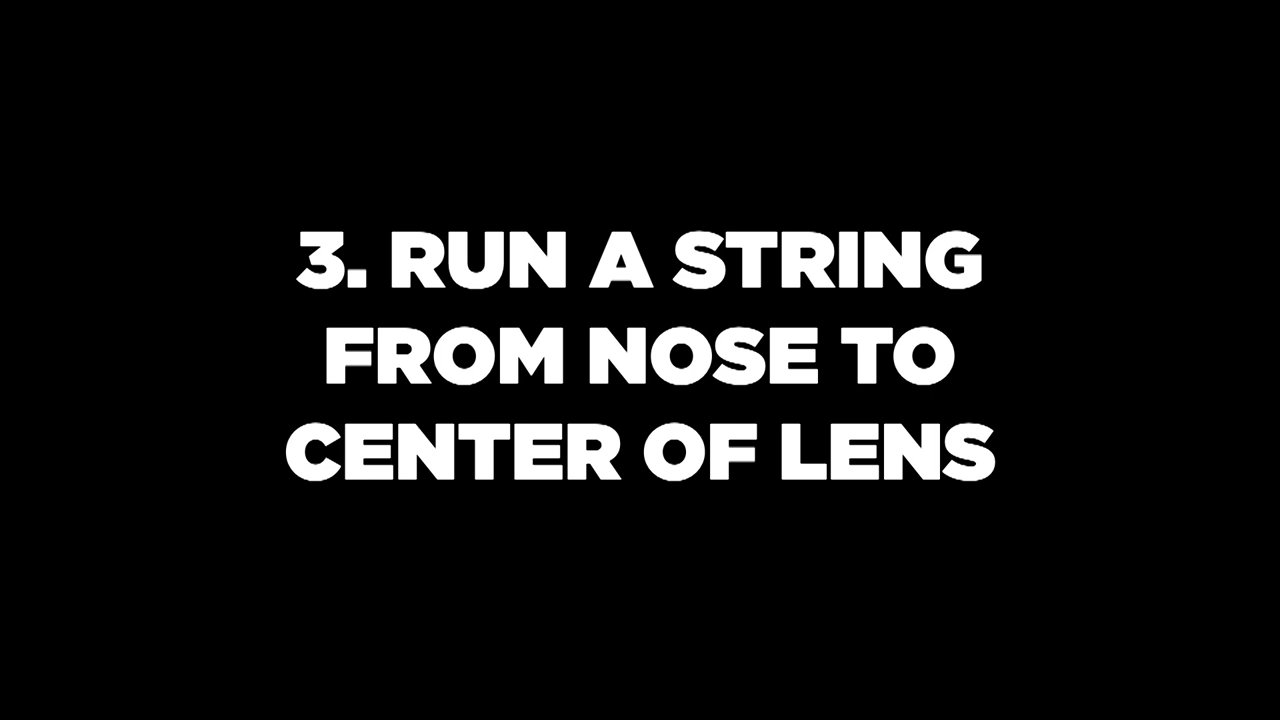 3. RUN A STRING
FROM NOSE TO
CENTER OF LENS